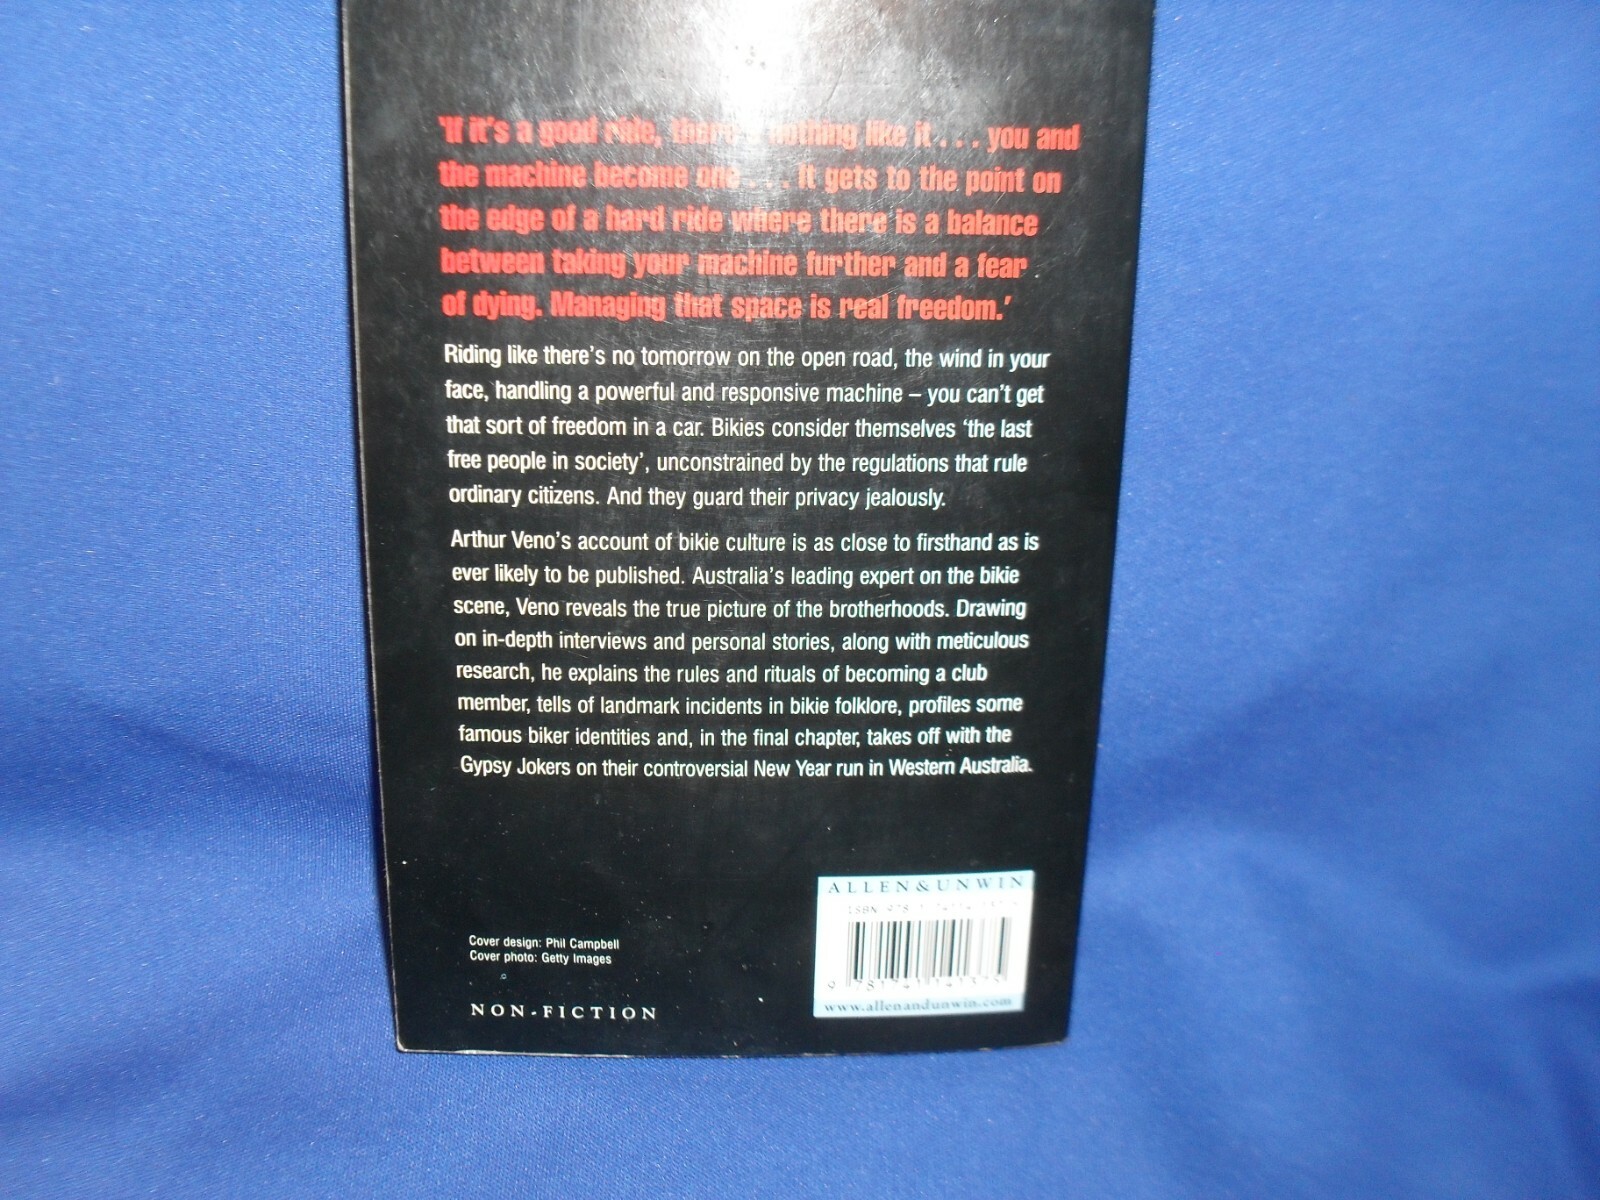 'If it's a good ride, there's nothing like it . . . you and
the machine become one . . . It gets to the point on
the edge of a hard ride where there is a balance
between taking your machine further and a fear
of dying. Managing that space is real freedom.'
Riding like there's no tomorrow on the open road, the wind in your
face, handling a powerful and responsive machine – you can't get
that sort of freedom in a car. Bikies consider themselves 'the last
free people in society', unconstrained by the regulations that rule
ordinary citizens. And they guard their privacy jealously.
Arthur Veno's account of bikie culture is as close to firsthand as is
ever likely to be published. Australia's leading expert on the bikie
scene, Veno reveals the true picture of the brotherhoods. Drawing
on in-depth interviews and personal stories, along with meticulous
research, he explains the rules and rituals of becoming a club
member, tells of landmark incidents in bikie folklore, profiles some
famous biker identities and, in the final chapter, takes off with the
Gypsy Jokers on their controversial New Year run in Western Australia.
ALLEN & UNWIN
ISBN 978
www.allenandunwin.com
Cover design: Phil Campbell
Cover photo: Getty Images
NON-FICTION